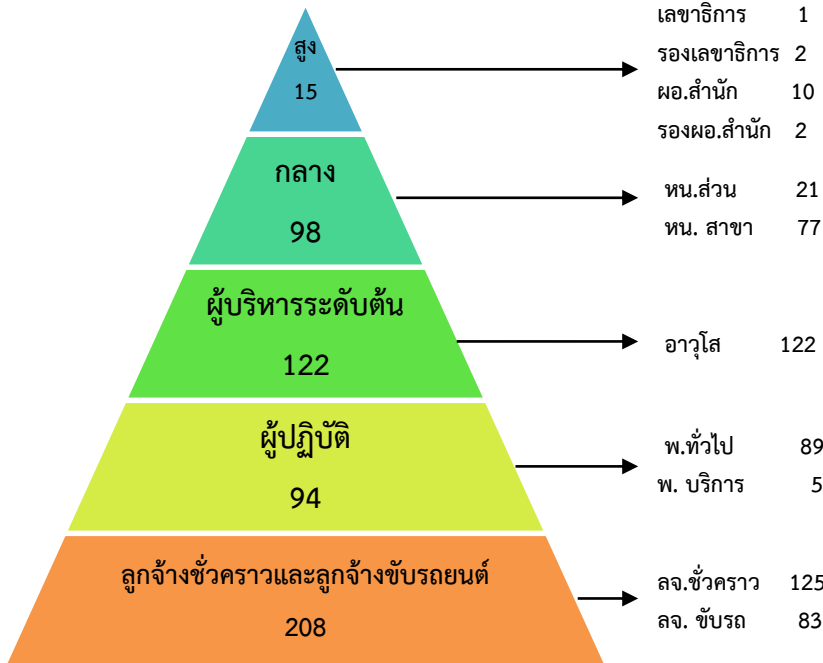 สูง
15
เลขาธิการ 1
รองเลขาธิการ 2
ผอ.สำนัก 10
รองผอ.สำนัก 2
กลาง
98
หน.ส่วน 21
หน. สาขา 77
ผู้บริหารระดับต้น
122
อาวุโส 122
ผู้ปฏิบัติ
94
พ.ทั่วไป 89
พ. บริการ 5
ลูกจ้างชั่วคราวและลูกจ้างขับรถยนต์
208
ลจ.ชั่วคราว 125
ลจ. ขับรถ 83